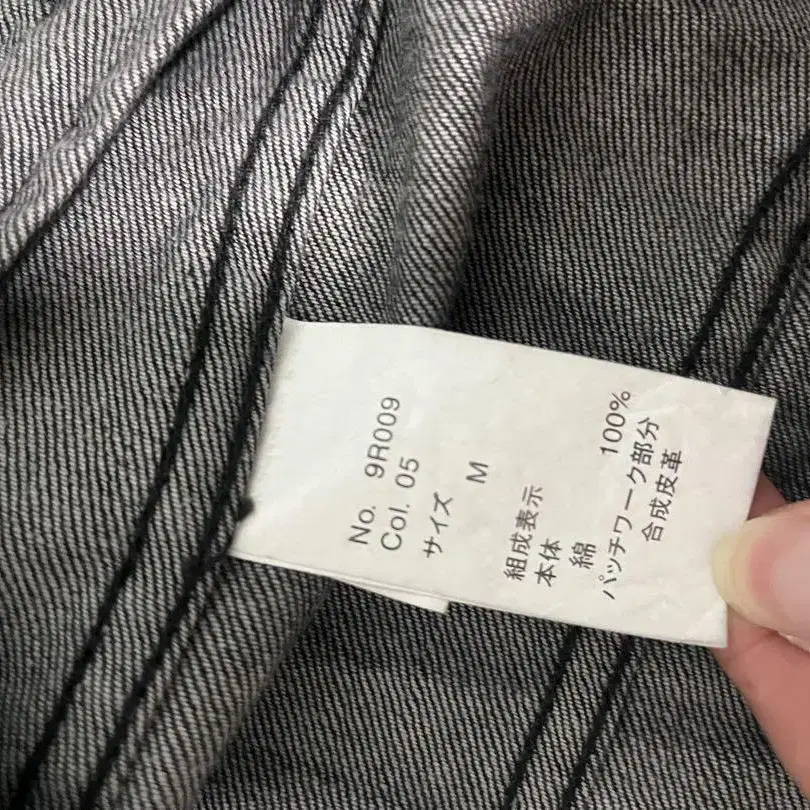 No. 9R009
Col. 05
サイズ M
組成表示
本体
綿 100%
パッチワーク部分
合成皮革